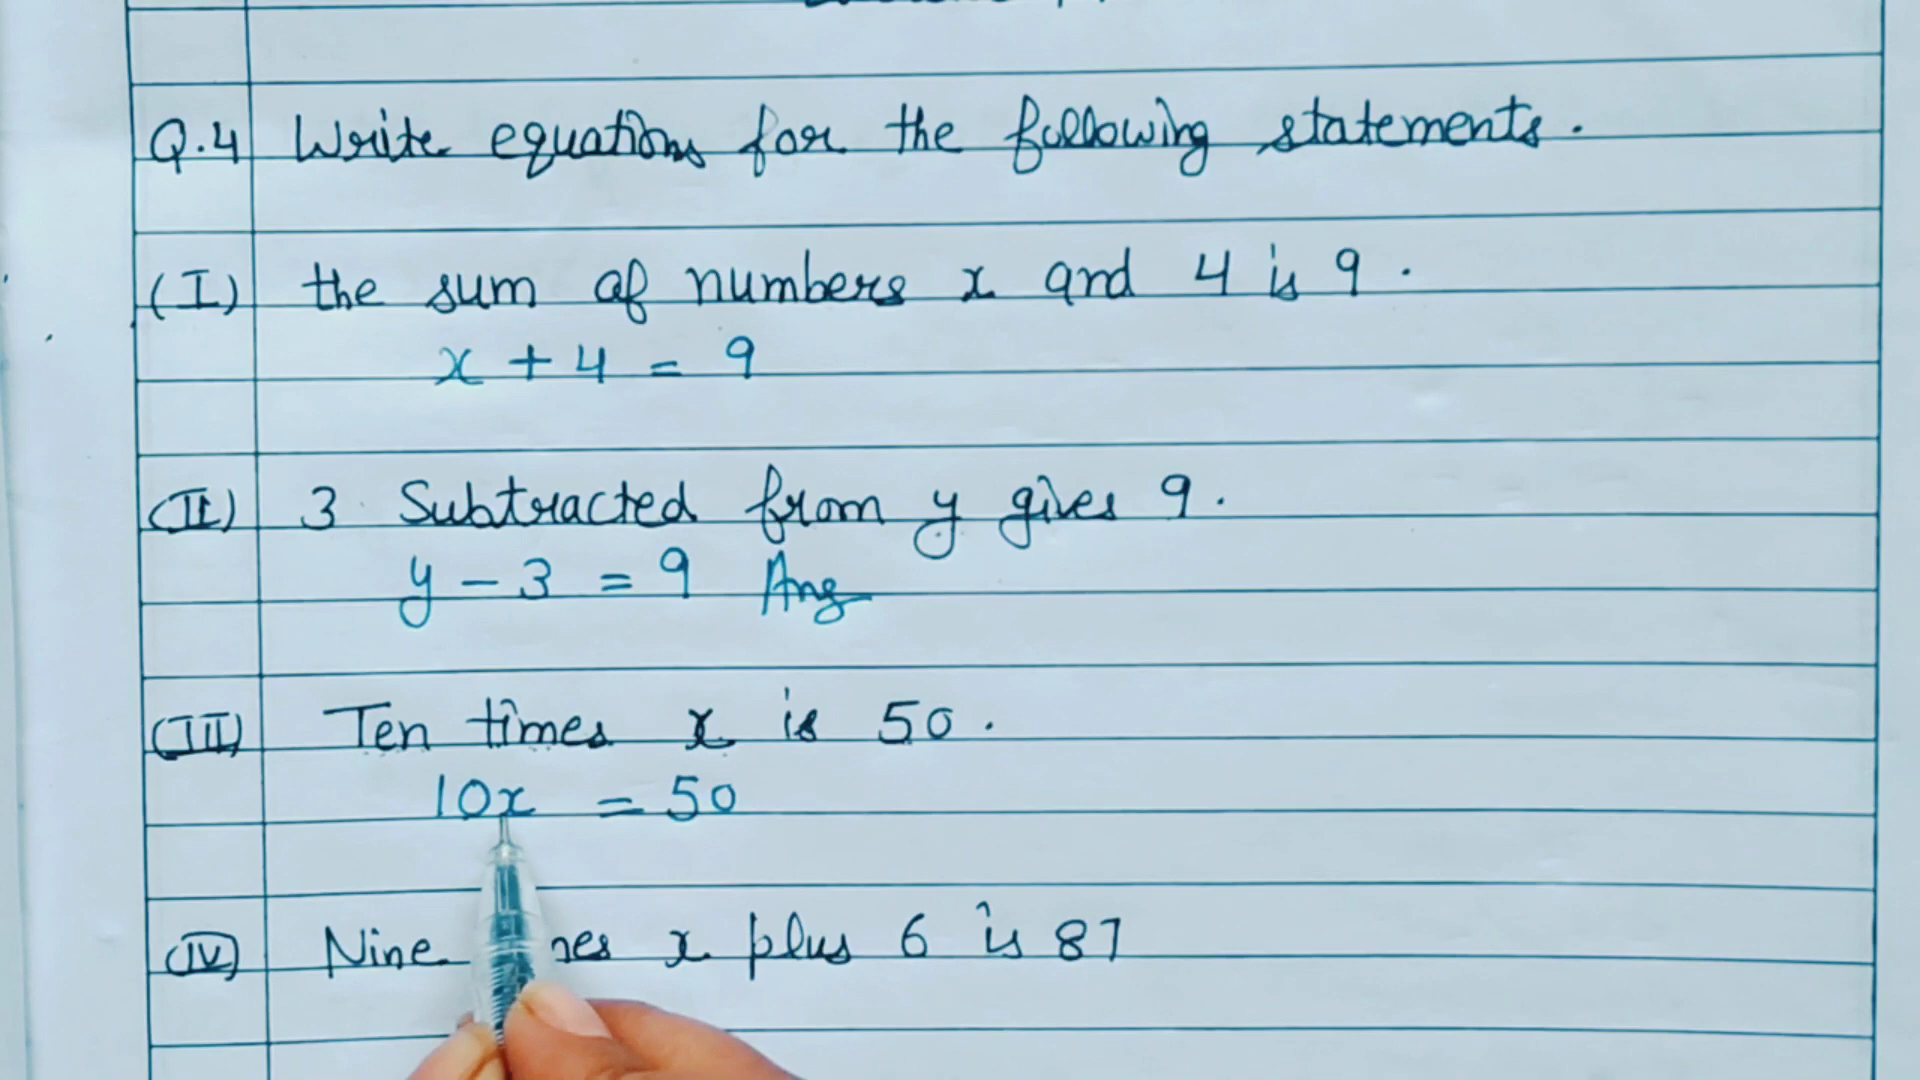 Q.4 Write equations for the following statements.
(I) the sum of numbers x and 4 is 9.
x + 4 = 9
(II) 3 Subtracted from y gives 9.
y - 3 = 9 Ans
(III) Ten times x is 50.
10x = 50
(IV) Nine x plus 6 is 87